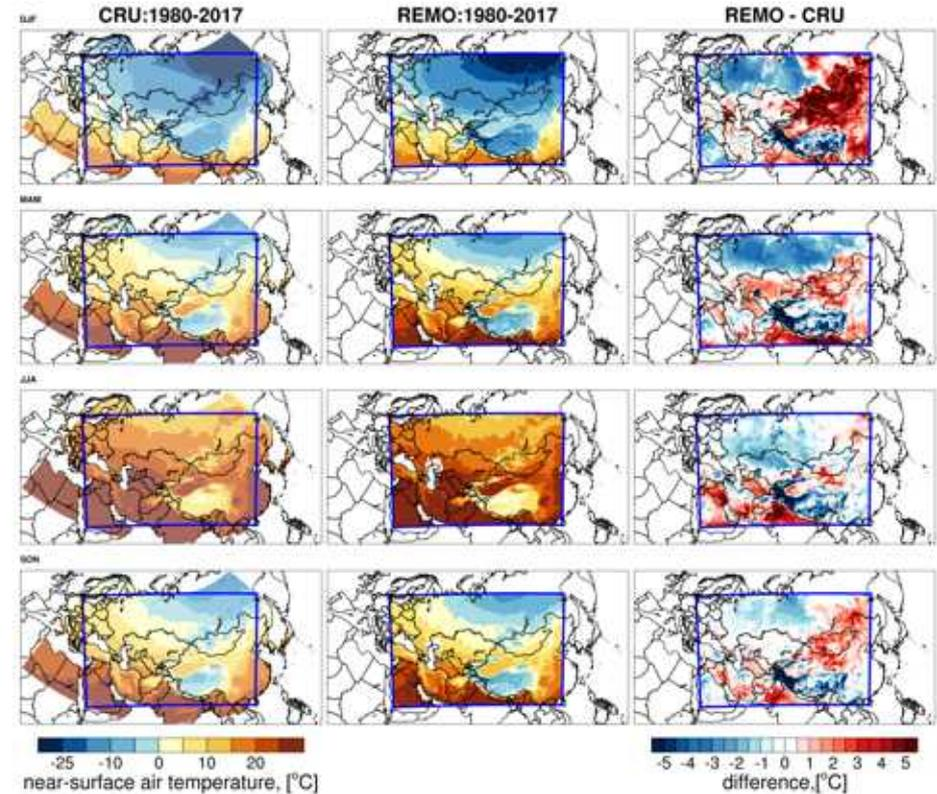 CRU:1980-2017 REMO:1980-2017 REMO - CRU
DJF
MAM
JJA
SON
-25 -10 0 10 20
near-surface air temperature, [°C]
-5 -4 -3 -2 -1 0 1 2 3 4 5
difference,[°C]